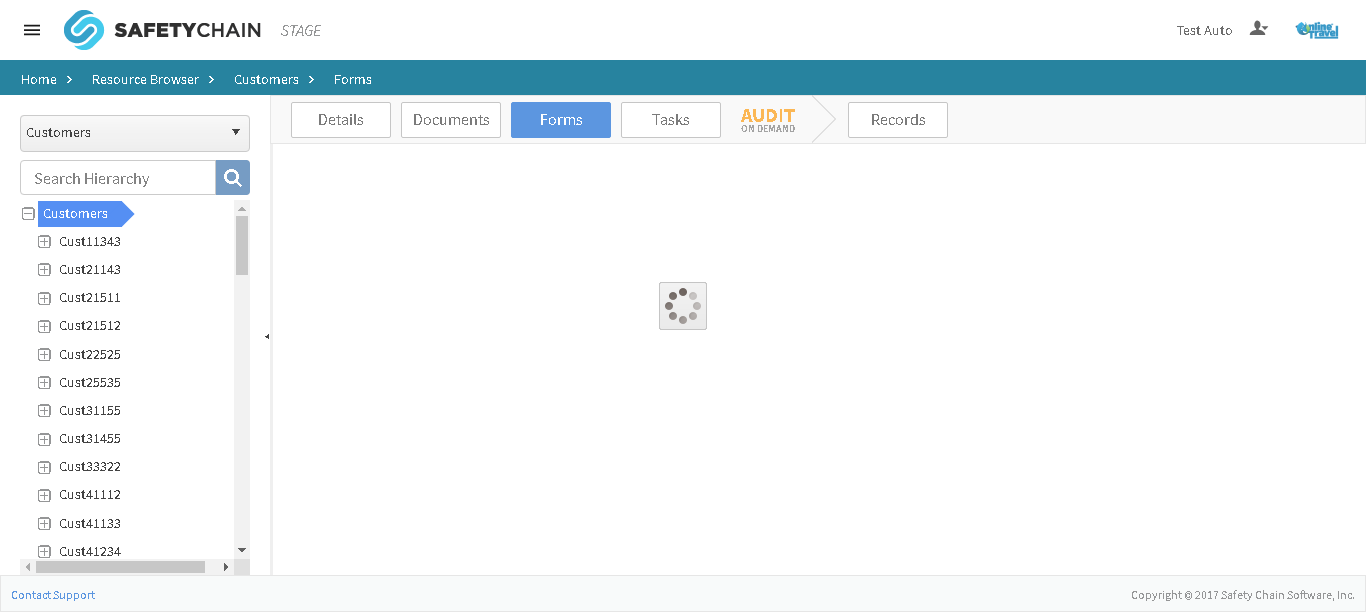 SAFETYCHAIN STAGE
Test Auto
Online Travel
Home > Resource Browser > Customers > Forms
Customers
Search Hierarchy
Customers
Cust11343
Cust21143
Cust21511
Cust21512
Cust22525
Cust25535
Cust31155
Cust31455
Cust33322
Cust41112
Cust41133
Cust41234
Details
Documents
Forms
Tasks
AUDIT
ON DEMAND
Records
Contact Support
Copyright © 2017 Safety Chain Software, Inc.